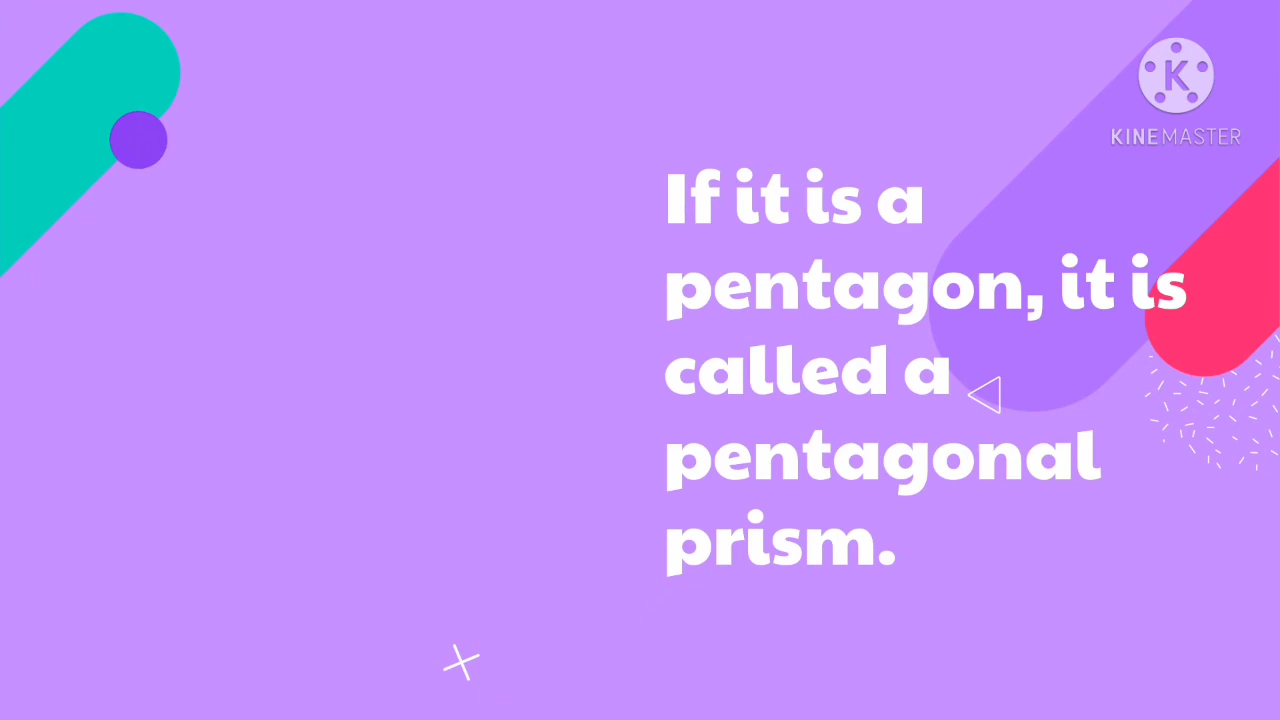 K
KINEMASTER
If it is a
pentagon, it is
called a
pentagonal
prism.